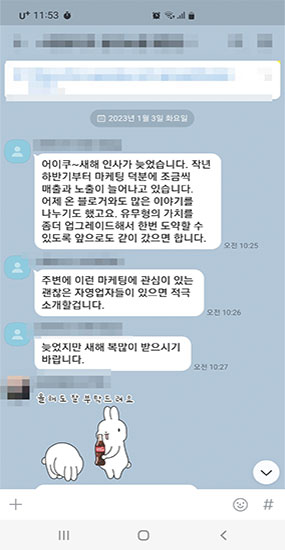 U⁺ 11:53
2023년 1월 3일 화요일
어이쿠~새해 인사가 늦었습니다. 작년
하반기부터 마케팅 덕분에 조금씩
매출과 노출이 늘어나고 있습니다.
어제 온 블로거와도 많은 이야기를
나누기도 했고요. 유무형의 가치를
좀더 업그레이드해서 한번 도약할 수
있도록 앞으로도 같이 갔으면 합니다.
오전 10:25
주변에 이런 마케팅에 관심이 있는
괜찮은 자영업자들이 있으면 적극
소개할겁니다.
오전 10:26
늦었지만 새해 복많이 받으시기
바랍니다.
오전 10:27
올해도 잘 부탁드려요